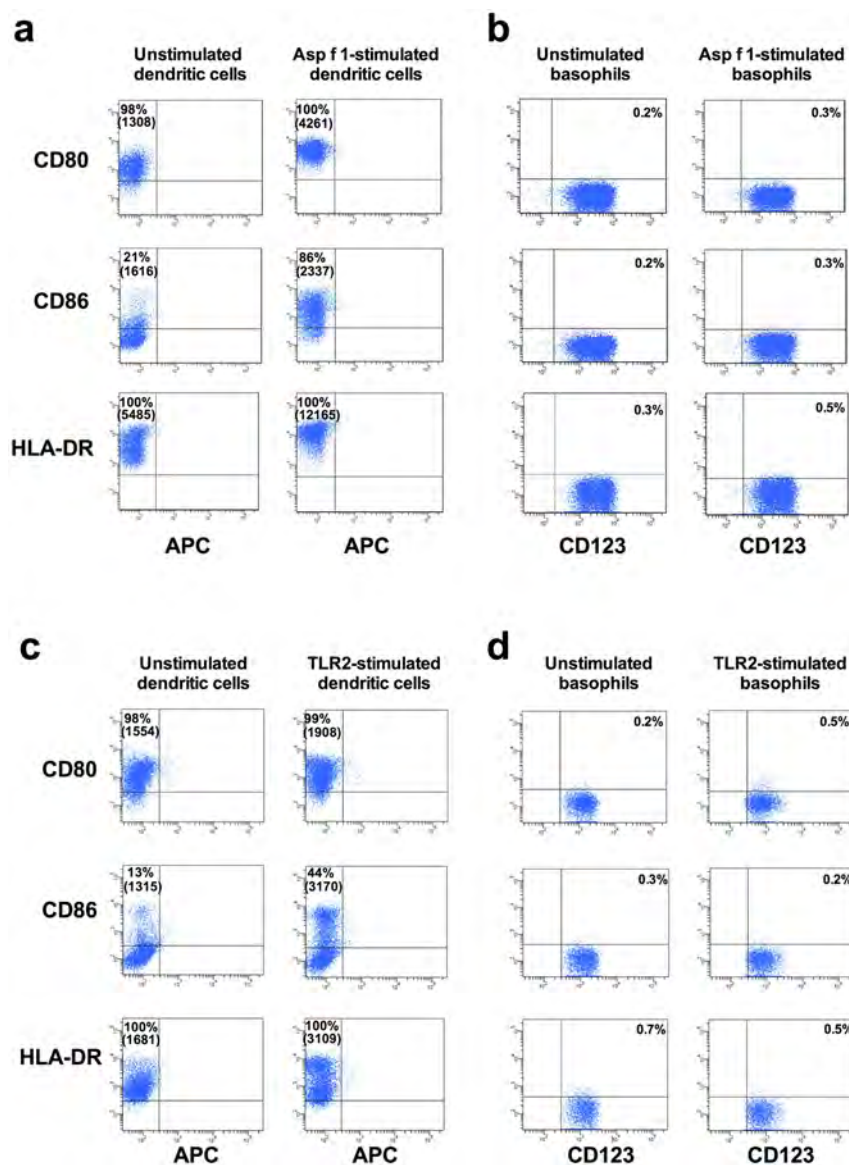 a
Unstimulated
dendritic cells
Asp f 1-stimulated
dendritic cells
CD80
98%
(1308)
100%
(4261)
CD86
21%
(1616)
86%
(2337)
HLA-DR
100%
(5485)
100%
(12165)
APC
APC
b
Unstimulated
basophils
Asp f 1-stimulated
basophils
0.2%
0.3%
0.2%
0.3%
0.3%
0.5%
CD123
CD123
c
Unstimulated
dendritic cells
TLR2-stimulated
dendritic cells
CD80
98%
(1554)
99%
(1908)
CD86
13%
(1315)
44%
(3170)
HLA-DR
100%
(1681)
100%
(3109)
APC
APC
d
Unstimulated
basophils
TLR2-stimulated
basophils
0.2%
0.5%
0.3%
0.2%
0.7%
0.5%
CD123
CD123